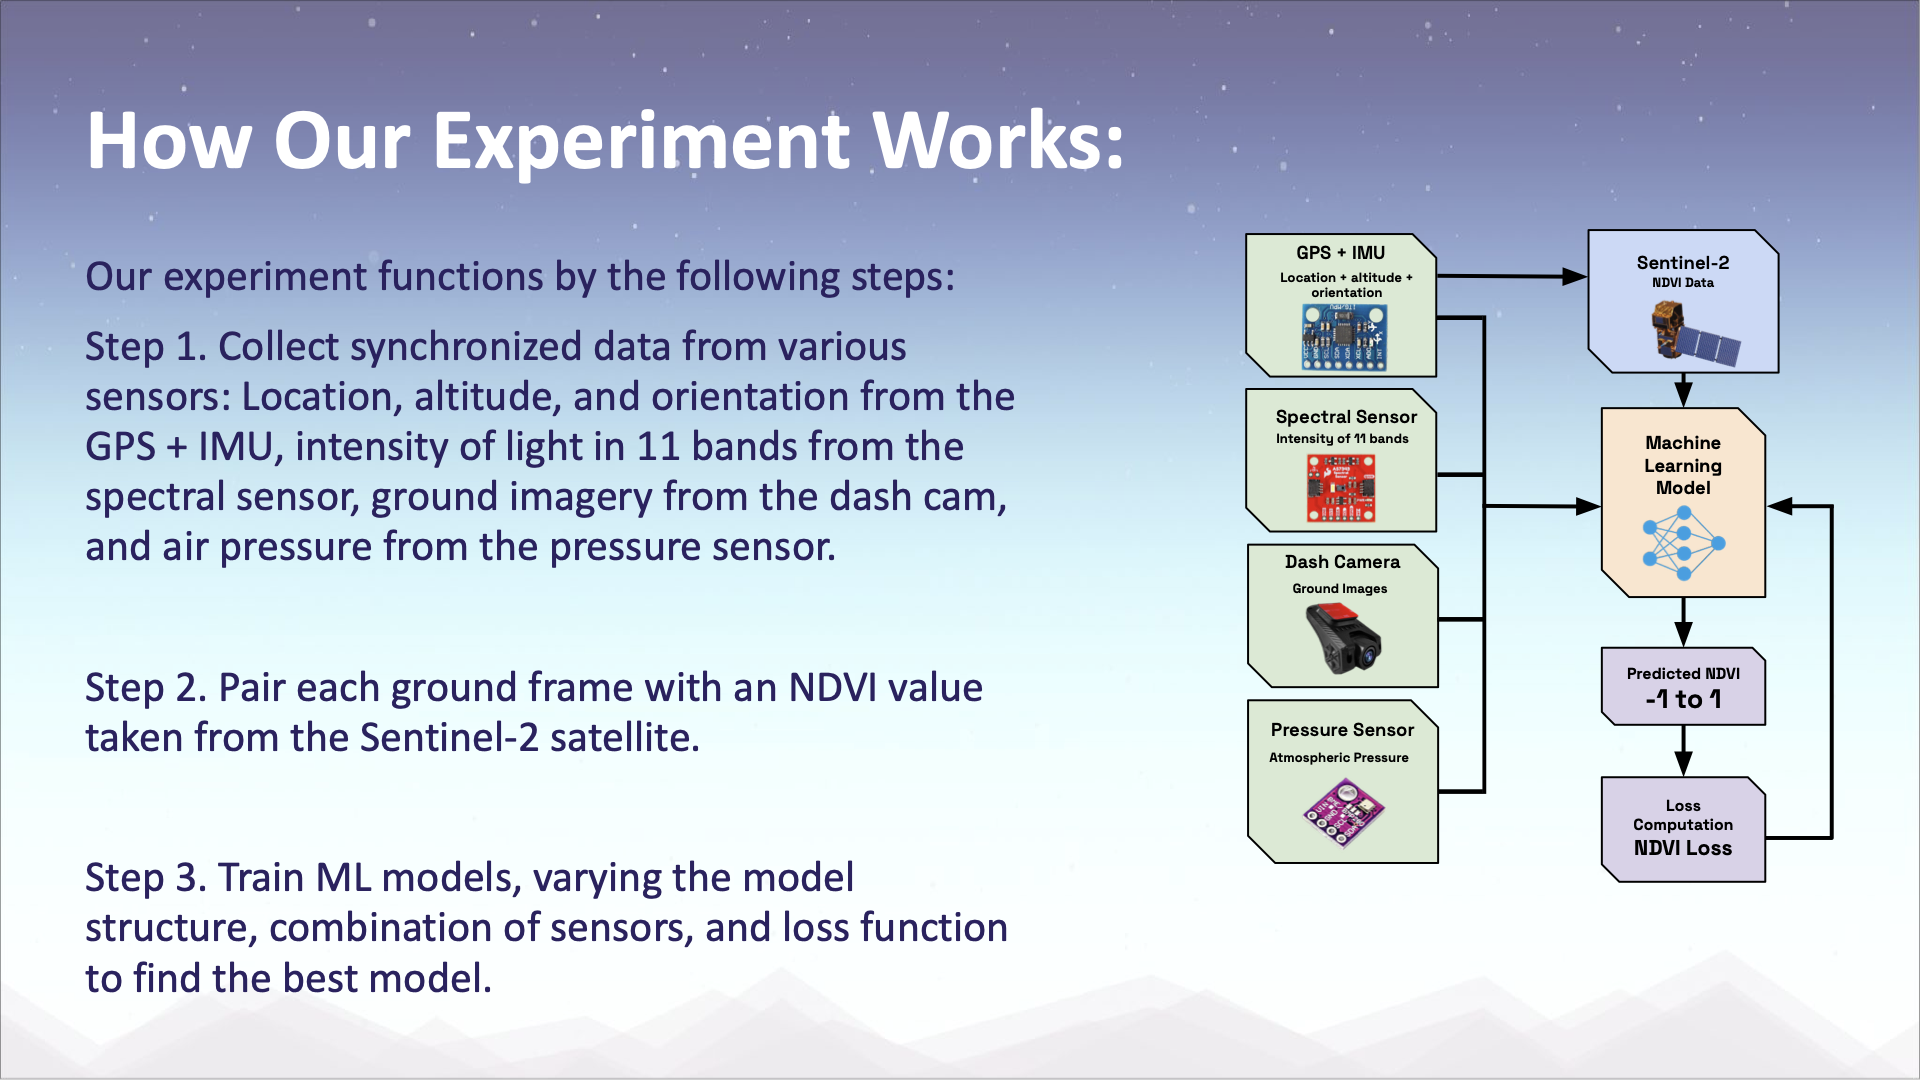 How Our Experiment Works:
Our experiment functions by the following steps:
Step 1. Collect synchronized data from various
sensors: Location, altitude, and orientation from the
GPS + IMU, intensity of light in 11 bands from the
spectral sensor, ground imagery from the dash cam,
and air pressure from the pressure sensor.
Step 2. Pair each ground frame with an NDVI value
taken from the Sentinel-2 satellite.
Step 3. Train ML models, varying the model
structure, combination of sensors, and loss function
to find the best model.
GPS + IMU
Location + altitude +
orientation
Spectral Sensor
Intensity of 11 bands
Dash Camera
Ground Images
Pressure Sensor
Atmospheric Pressure
Sentinel-2
NDVI Data
Machine
Learning
Model
Predicted NDVI
-1 to 1
Loss
Computation
NDVI Loss